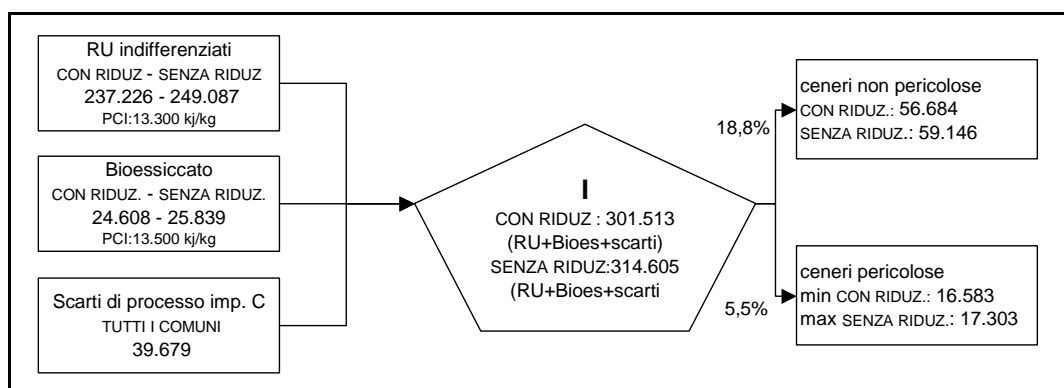 RU indifferenziati
CON RIDUZ - SENZA RIDUZ
237.226 - 249.087
PCI:13.300 kj/kg
Bioessiccato
CON RIDUZ. - SENZA RIDUZ.
24.608 - 25.839
PCI:13.500 kj/kg
Scarti di processo imp. C
TUTTI I COMUNI
39.679
I
CON RIDUZ : 301.513
(RU+Bioes+scarti)
SENZA RIDUZ:314.605
(RU+Bioes+scarti
18,8%
5,5%
ceneri non pericolose
CON RIDUZ.: 56.684
SENZA RIDUZ.: 59.146
ceneri pericolose
min CON RIDUZ.: 16.583
max SENZA RIDUZ.: 17.303